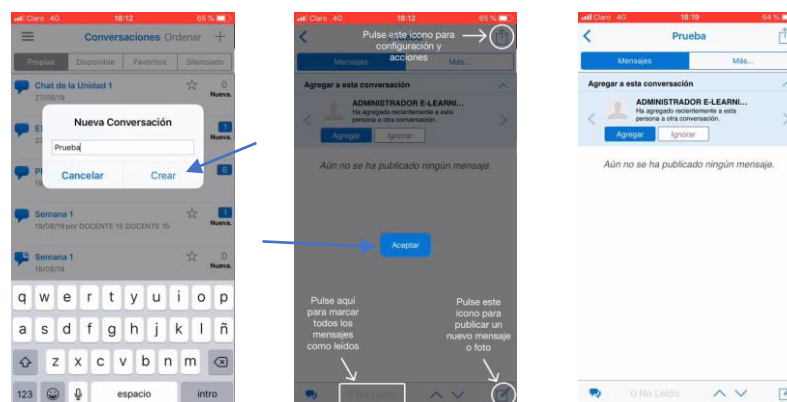 Claro 4G 18:12 65 %
Conversaciones Ordenar +
Propias Disponible Favoritos Silenciado
Chat de la Unidad 1 0
27/08/19 Nueva.
1
Nueva.
Nueva Conversación
Prueba
Cancelar Crear
6
Semana 1 1
19/08/19 por DOCENTE 15 DOCENTE 15 Nueva.
Semana 1 0
19/08/19 Nueva.
q w e r t y u i o p
a s d f g h j k l ñ
z x c v b n m
123 espacio intro
Claro 4G 18:12 65 %
Pulse este icono para
configuración y
acciones
Mensajes Más...
Agregar a esta conversación
ADMINISTRADOR E-LEARNI...
Ha agregado recientemente a esta
persona a otra conversación.
Agregar Ignorar
Aún no se ha publicado ningún mensaje.
Aceptar
Pulse aquí
para marcar
todos los
mensajes
como leídos
Pulse este
icono para
publicar un
nuevo mensaje
o foto
0 No Leído
Claro 4G 18:19 64 %
Prueba
Mensajes Más...
Agregar a esta conversación
ADMINISTRADOR E-LEARNI...
Ha agregado recientemente a esta
persona a otra conversación.
Agregar Ignorar
Aún no se ha publicado ningún mensaje.
0 No Leído